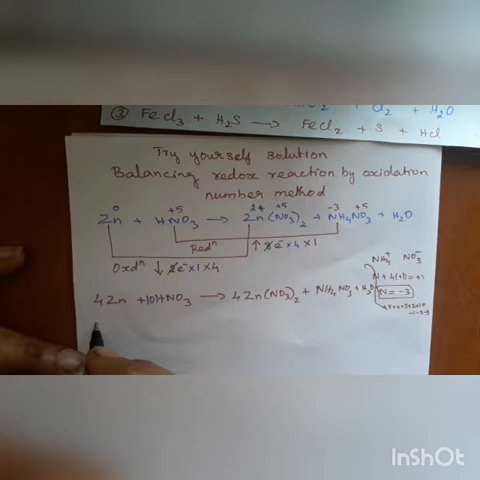 ③ FeCl₃ + H₂S ⟶ FeCl₂ + S + HCl
Try yourself solution
Balancing redox reaction by oxidation
number method
0 +5 2+ +5 -3 +5
Zn + HNO₃ ⟶ Zn(NO₃)₂ + NH₄NO₃ + H₂O
Redⁿ ↑ 8e⁻ × 4 × 1
Oxdⁿ ↓ 2e⁻ × 1 × 4
NH₄⁺ NO₃⁻
N + 4(+1) = +1
N = -3
4Zn + 10HNO₃ ⟶ 4Zn(NO₃)₂ + NH₄NO₃ + H₂O
InShOt